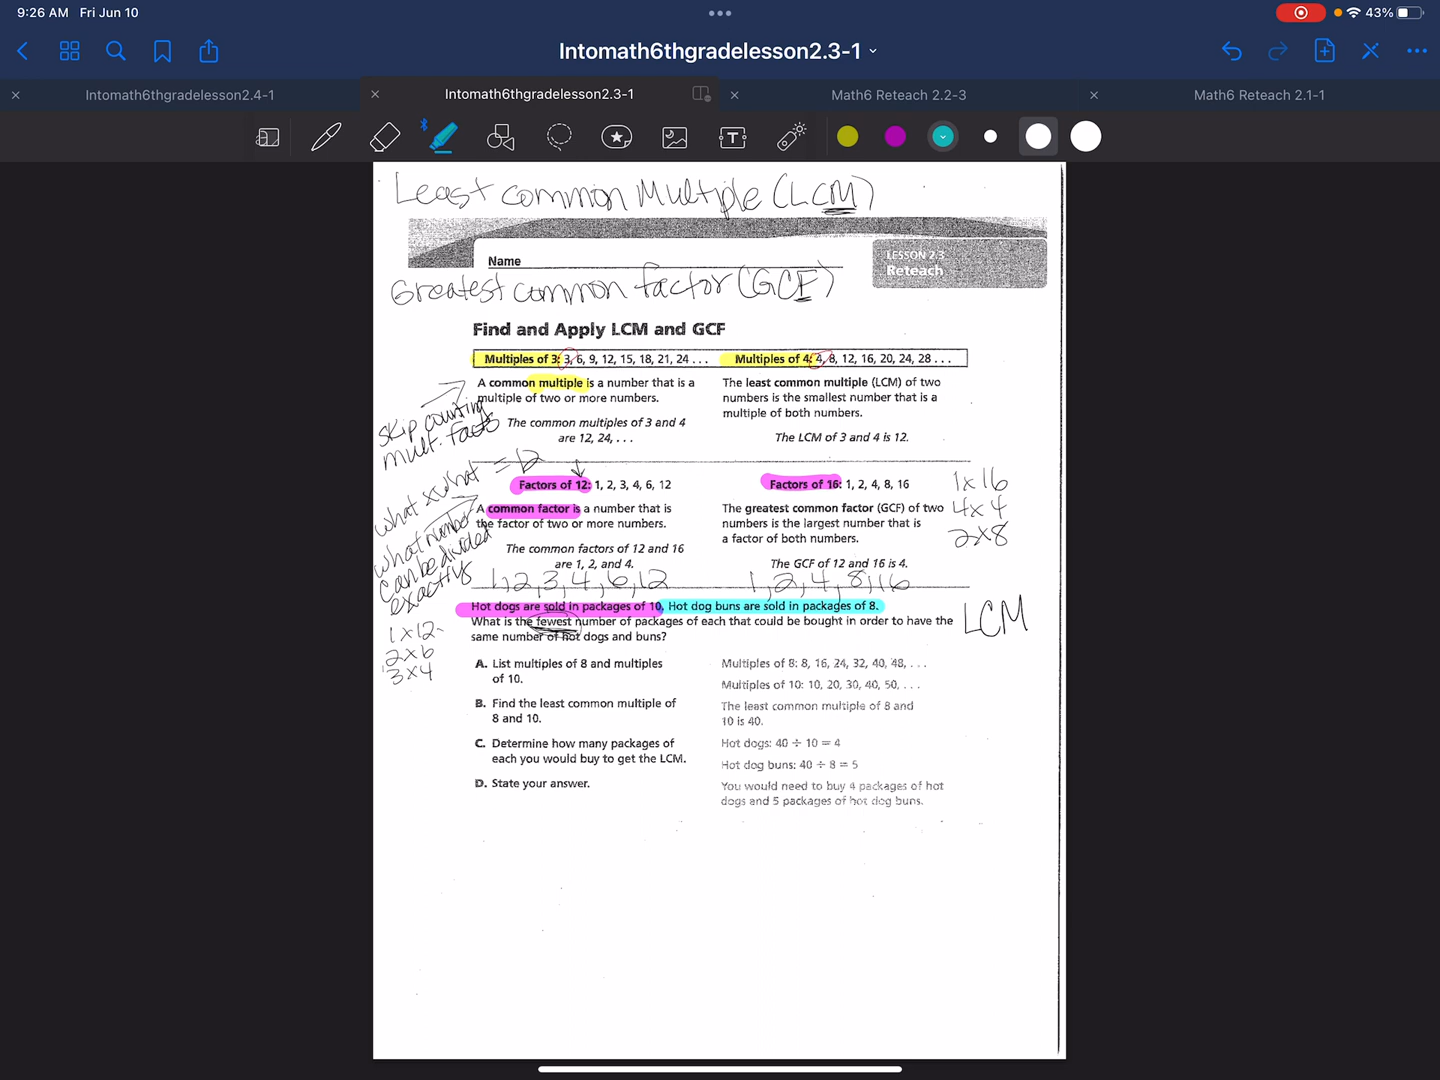 9:26 AM Fri Jun 10
43%
Intomath6thgradelesson2.3-1
Intomath6thgradelesson2.4-1
Intomath6thgradelesson2.3-1
Math6 Reteach 2.2-3
Math6 Reteach 2.1-1
Least common Multiple (LCM)
LESSON 2.3
Reteach
Name
Greatest common factor (GCF)
Find and Apply LCM and GCF
Multiples of 3: 3, 6, 9, 12, 15, 18, 21, 24 . . . Multiples of 4: 4, 8, 12, 16, 20, 24, 28 . . .
A common multiple is a number that is a
multiple of two or more numbers.
The common multiples of 3 and 4
are 12, 24, . . .
The least common multiple (LCM) of two
numbers is the smallest number that is a
multiple of both numbers.
The LCM of 3 and 4 is 12.
skip counting
mult. facts
what x what = 12
Factors of 12: 1, 2, 3, 4, 6, 12
A common factor is a number that is
the factor of two or more numbers.
The common factors of 12 and 16
are 1, 2, and 4.
1, 2, 3, 4, 6, 12
Factors of 16: 1, 2, 4, 8, 16
The greatest common factor (GCF) of two
numbers is the largest number that is
a factor of both numbers.
The GCF of 12 and 16 is 4.
1, 2, 4, 8, 16
1 x 16
4 x 4
2 x 8
what number
can be divided
exactly
1 x 12
2 x 6
3 x 4
Hot dogs are sold in packages of 10. Hot dog buns are sold in packages of 8.
What is the fewest number of packages of each that could be bought in order to have the
same number of hot dogs and buns?
LCM
A. List multiples of 8 and multiples
of 10.
Multiples of 8: 8, 16, 24, 32, 40, 48, . . .
Multiples of 10: 10, 20, 30, 40, 50, . . .
B. Find the least common multiple of
8 and 10.
The least common multiple of 8 and
10 is 40.
C. Determine how many packages of
each you would buy to get the LCM.
Hot dogs: 40 ÷ 10 = 4
Hot dog buns: 40 ÷ 8 = 5
D. State your answer.
You would need to buy 4 packages of hot
dogs and 5 packages of hot dog buns.